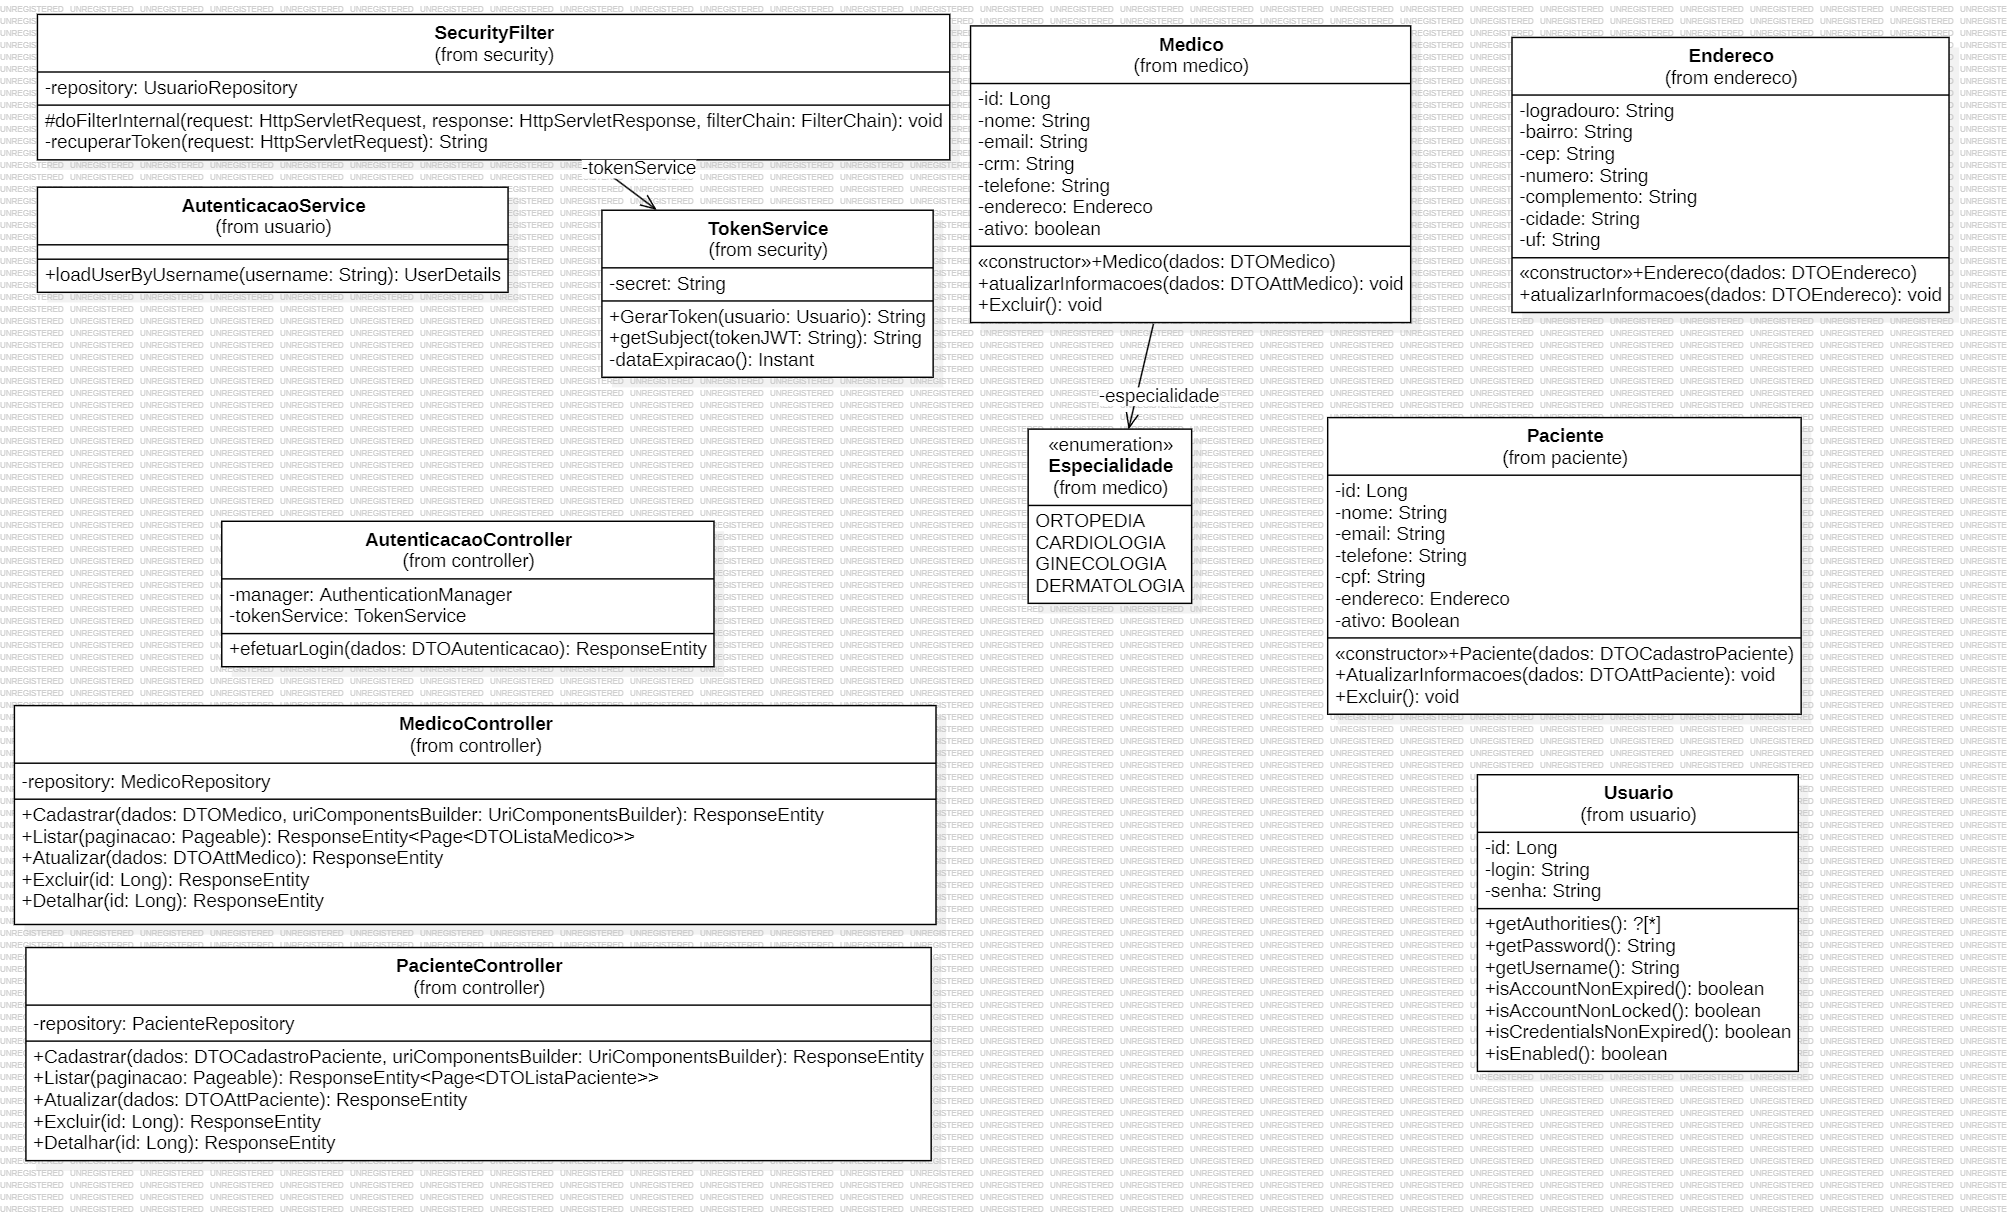 SecurityFilter
(from security)
-repository: UsuarioRepository
#doFilterInternal(request: HttpServletRequest, response: HttpServletResponse, filterChain: FilterChain): void
-recuperarToken(request: HttpServletRequest): String
-tokenService
AutenticacaoService
(from usuario)
+loadUserByUsername(username: String): UserDetails
TokenService
(from security)
-secret: String
+GerarToken(usuario: Usuario): String
+getSubject(tokenJWT: String): String
-dataExpiracao(): Instant
Medico
(from medico)
-id: Long
-nome: String
-email: String
-crm: String
-telefone: String
-endereco: Endereco
-ativo: boolean
«constructor»+Medico(dados: DTOMedico)
+atualizarInformacoes(dados: DTOAttMedico): void
+Excluir(): void
-especialidade
Endereco
(from endereco)
-logradouro: String
-bairro: String
-cep: String
-numero: String
-complemento: String
-cidade: String
-uf: String
«constructor»+Endereco(dados: DTOEndereco)
+atualizarInformacoes(dados: DTOEndereco): void
«enumeration»
Especialidade
(from medico)
ORTOPEDIA
CARDIOLOGIA
GINECOLOGIA
DERMATOLOGIA
Paciente
(from paciente)
-id: Long
-nome: String
-email: String
-telefone: String
-cpf: String
-endereco: Endereco
-ativo: Boolean
«constructor»+Paciente(dados: DTOCadastroPaciente)
+AtualizarInformacoes(dados: DTOAttPaciente): void
+Excluir(): void
AutenticacaoController
(from controller)
-manager: AuthenticationManager
-tokenService: TokenService
+efetuarLogin(dados: DTOAutenticacao): ResponseEntity
MedicoController
(from controller)
-repository: MedicoRepository
+Cadastrar(dados: DTOMedico, uriComponentsBuilder: UriComponentsBuilder): ResponseEntity
+Listar(paginacao: Pageable): ResponseEntity<Page<DTOListaMedico>>
+Atualizar(dados: DTOAttMedico): ResponseEntity
+Excluir(id: Long): ResponseEntity
+Detalhar(id: Long): ResponseEntity
Usuario
(from usuario)
-id: Long
-login: String
-senha: String
+getAuthorities(): ?[*]
+getPassword(): String
+getUsername(): String
+isAccountNonExpired(): boolean
+isAccountNonLocked(): boolean
+isCredentialsNonExpired(): boolean
+isEnabled(): boolean
PacienteController
(from controller)
-repository: PacienteRepository
+Cadastrar(dados: DTOCadastroPaciente, uriComponentsBuilder: UriComponentsBuilder): ResponseEntity
+Listar(paginacao: Pageable): ResponseEntity<Page<DTOListaPaciente>>
+Atualizar(dados: DTOAttPaciente): ResponseEntity
+Excluir(id: Long): ResponseEntity
+Detalhar(id: Long): ResponseEntity
UNREGISTERED